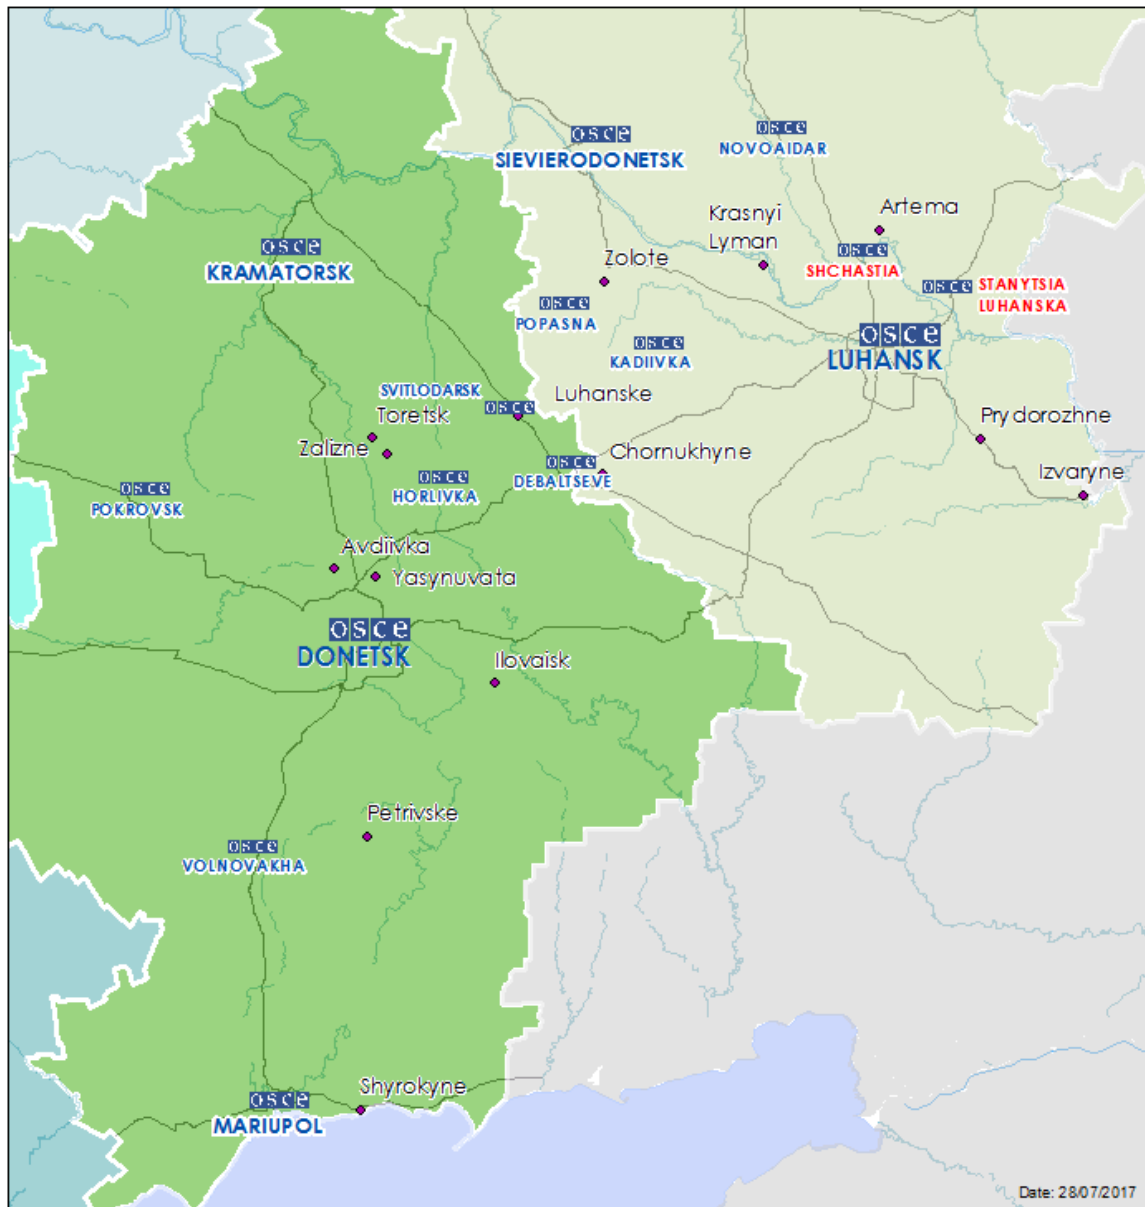 osce
NOVOAIDAR
osce
SIEVIERODONETSK
Krasnyi
Lyman
Artema
osce
KRAMATORSK
Zolote
osce
SHCHASTIA
osce
STANYTSIA
LUHANSKA
osce
POPASNA
osce
KADIIVKA
osce
LUHANSK
SVITLODARSK
osce
Luhanske
Toretsk
Zalizne
Prydorozhne
Chornukhyne
osce
DEBALTSEVE
osce
HORLIVKA
osce
POKROVSK
Izvaryne
Avdiivka
Yasynuvata
osce
DONETSK
Ilovaisk
Petrivske
osce
VOLNOVAKHA
Shyrokyne
osce
MARIUPOL
Date: 28/07/2017